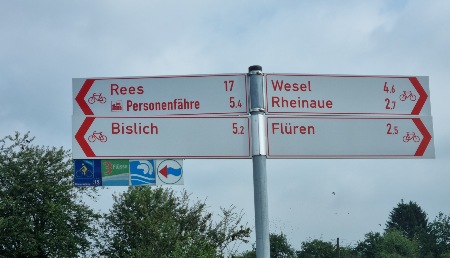 Rees 17
Personenfähre 5,4
Bislich 5,2
Wesel 4,6
Rheinaue 2,7
Flüren 2,5